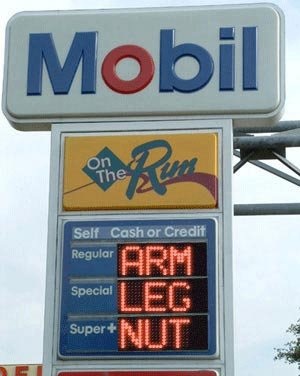 Mobil
On
The Run
Self Cash or Credit
Regular ARM
Special LEG
Super+ NUT